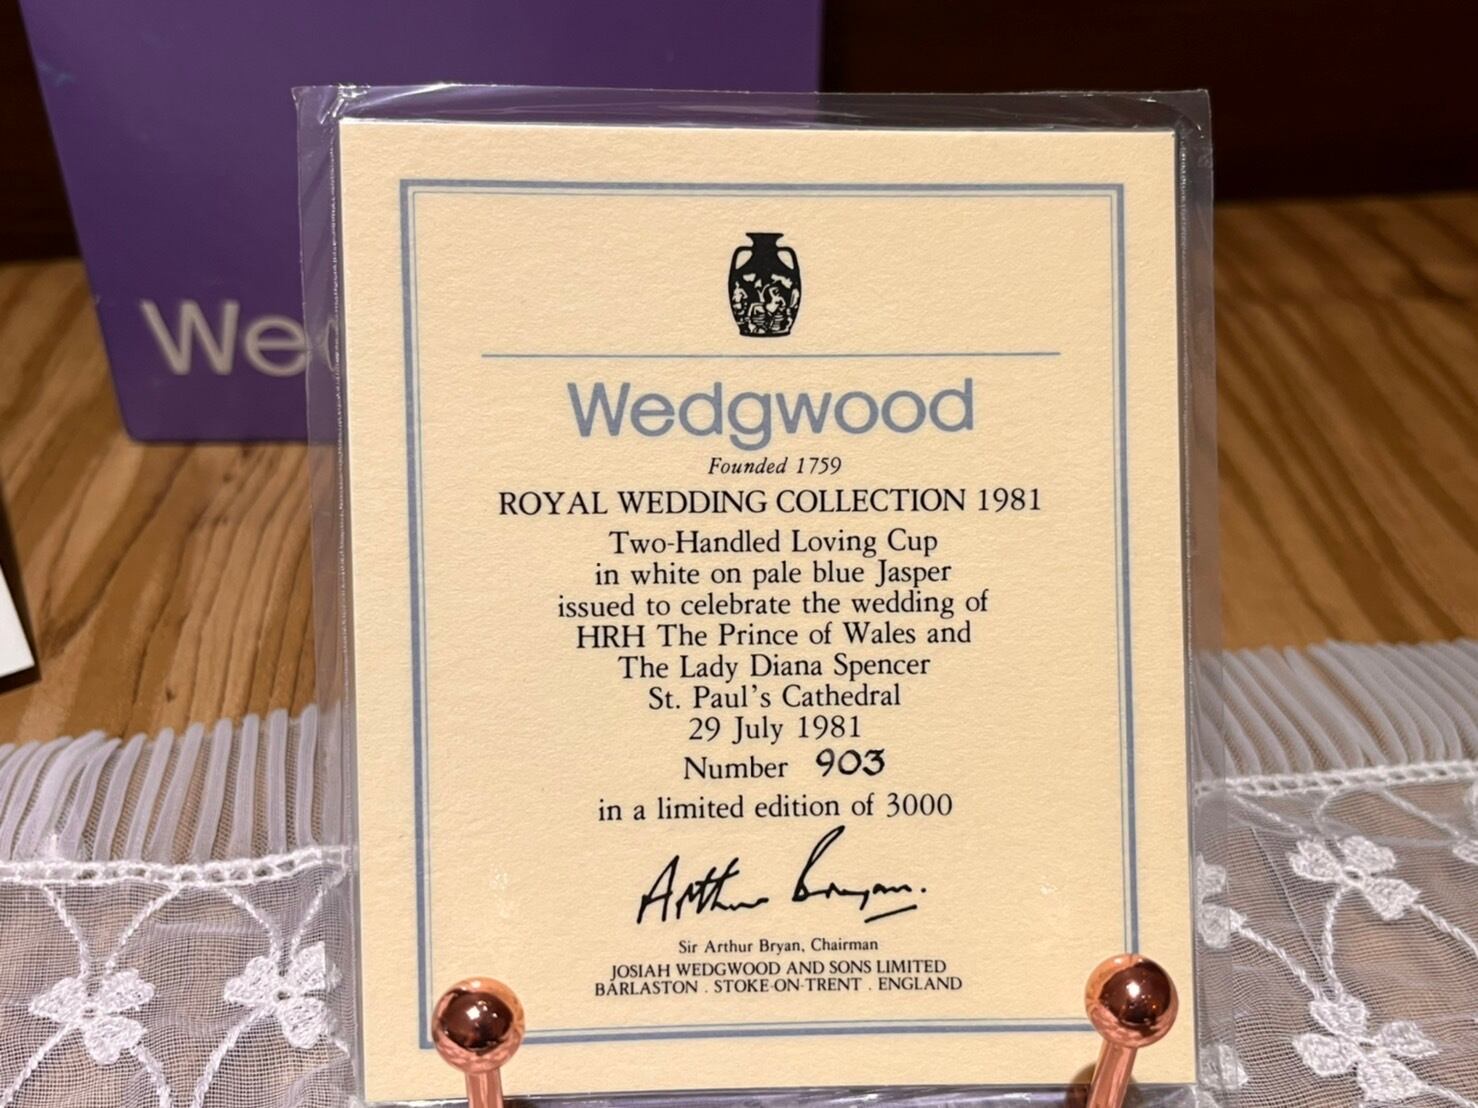 Wedgwood
Founded 1759
ROYAL WEDDING COLLECTION 1981
Two-Handled Loving Cup
in white on pale blue Jasper
issued to celebrate the wedding of
HRH The Prince of Wales and
The Lady Diana Spencer
St. Paul's Cathedral
29 July 1981
Number 903
in a limited edition of 3000
Arthur Bryan.
Sir Arthur Bryan, Chairman
JOSIAH WEDGWOOD AND SONS LIMITED
BARLASTON . STOKE-ON-TRENT . ENGLAND
Wed